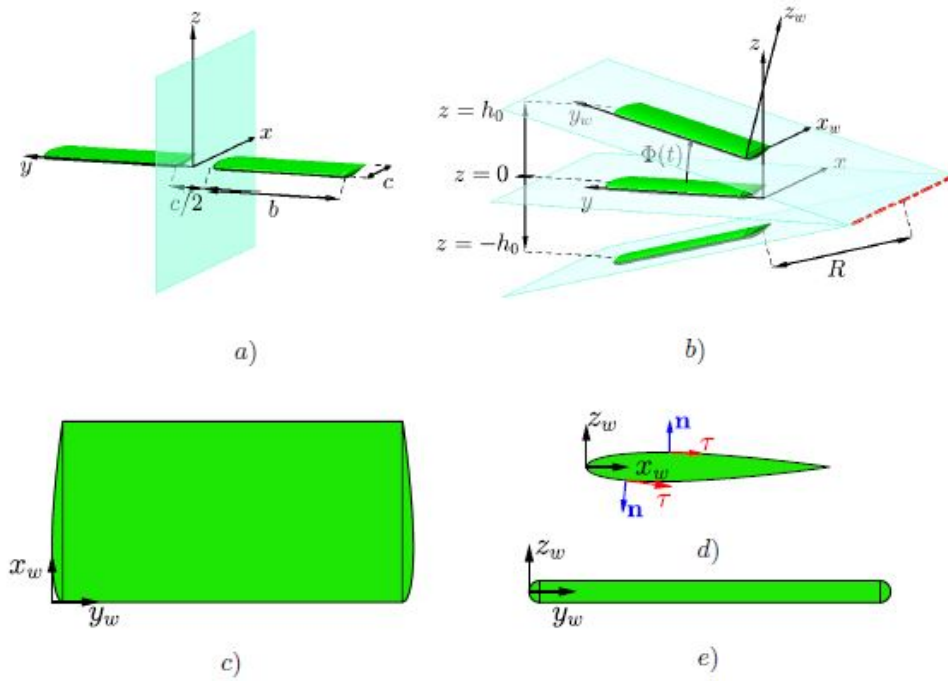 z
x
y
c/2
b
c
a)
z_w
z
z = h_0
y_w
x_w
Φ(t)
x
z = 0
y
z = −h_0
R
b)
x_w
y_w
c)
z_w
n
τ
x_w
τ
n
d)
z_w
y_w
e)